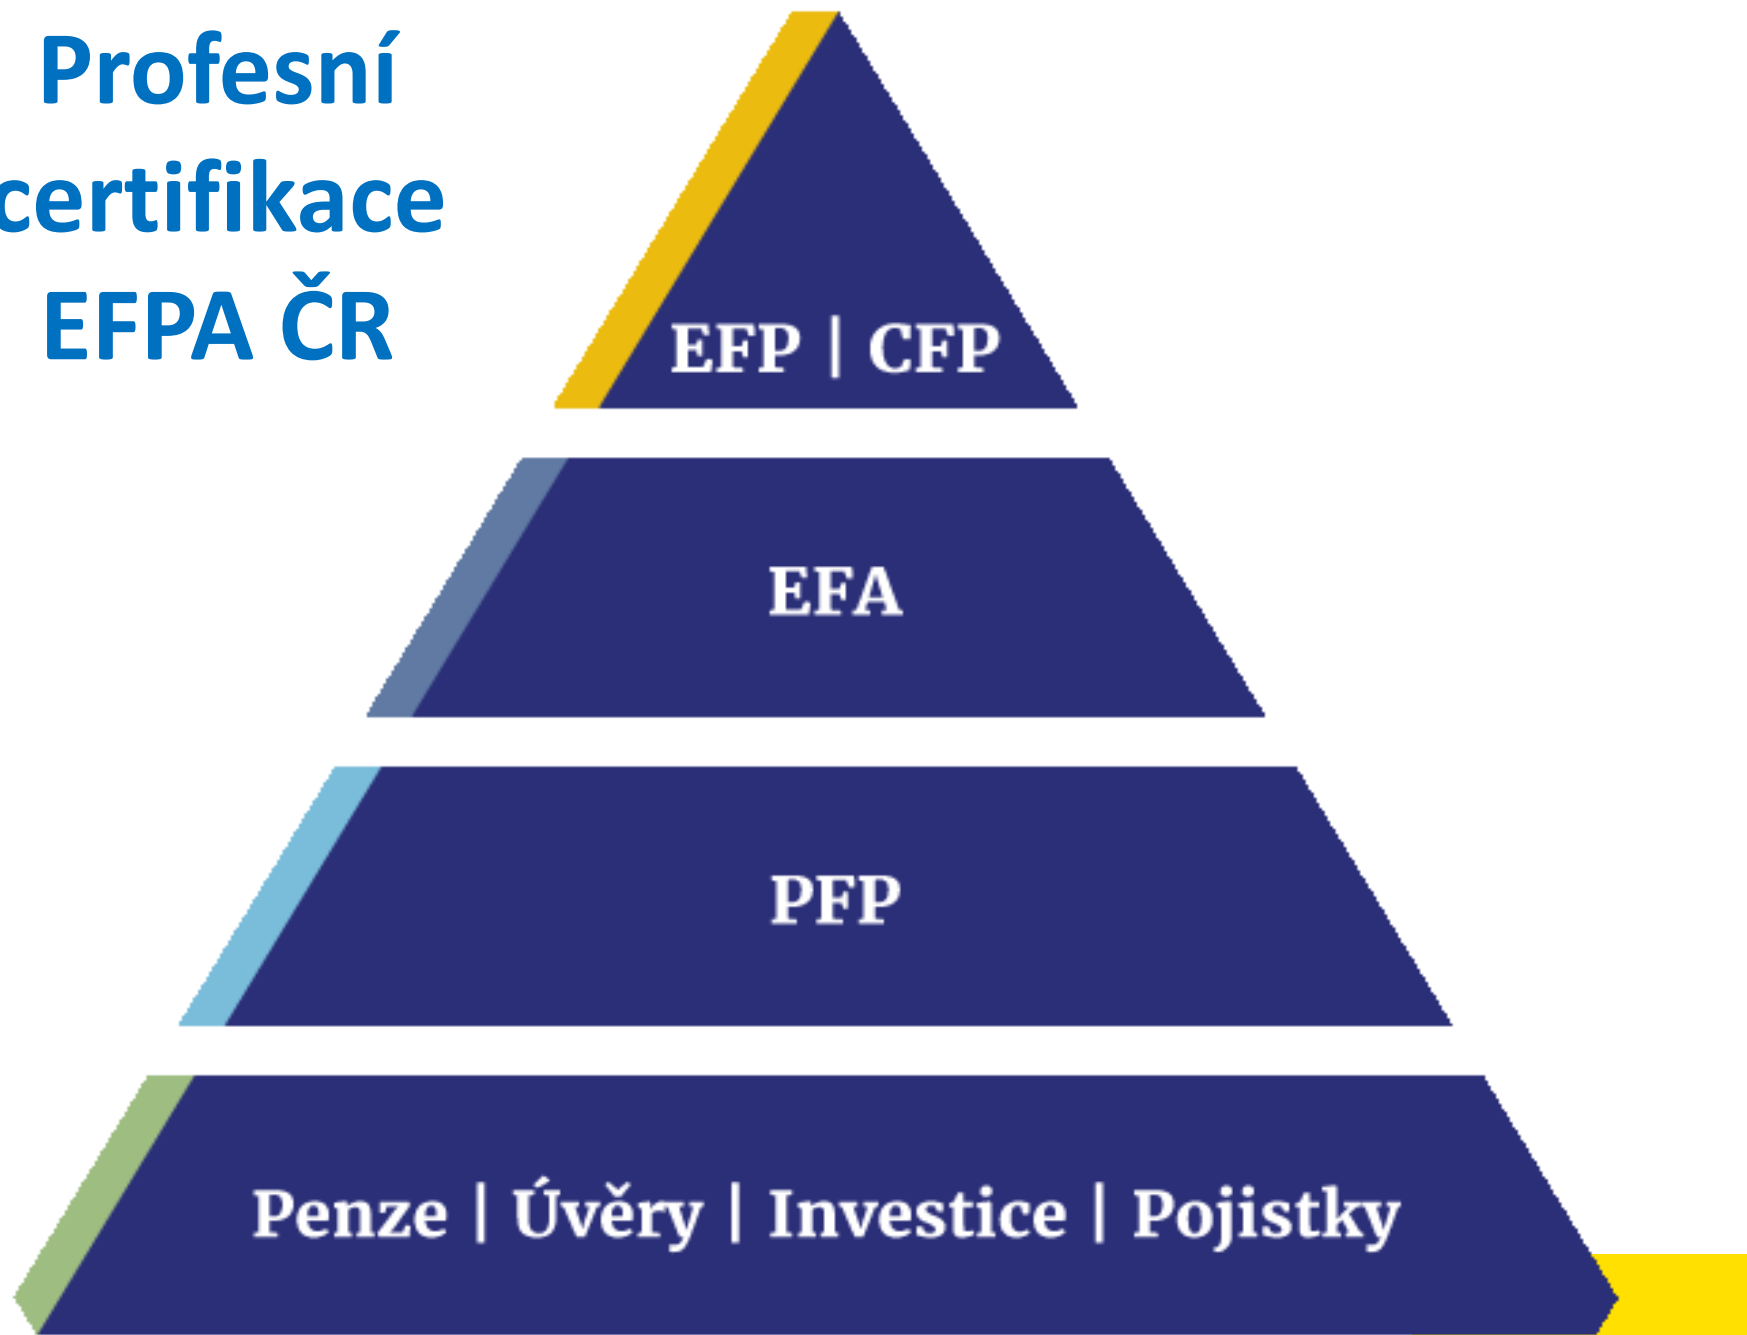 Profesní
certifikace
EFPA ČR
EFP | CFP
EFA
PFP
Penze | Úvěry | Investice | Pojistky